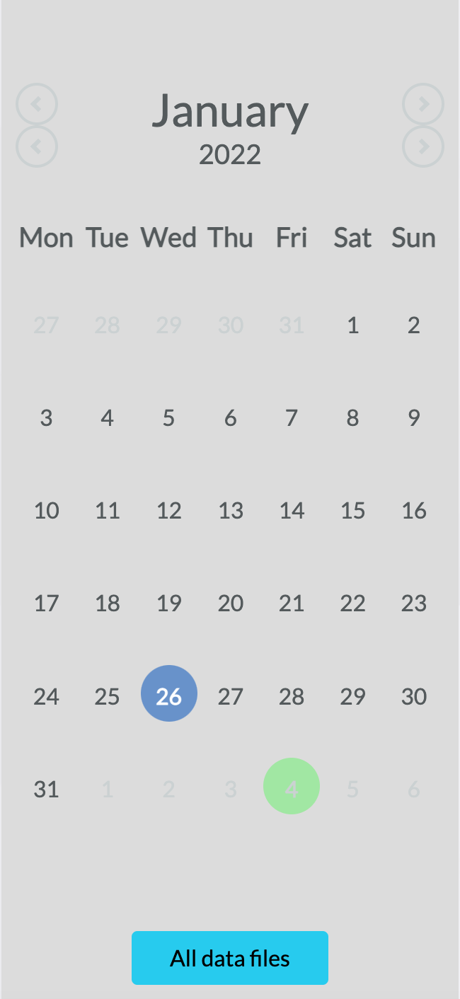 January
2022
Mon Tue Wed Thu Fri Sat Sun
27 28 29 30 31 1 2
3 4 5 6 7 8 9
10 11 12 13 14 15 16
17 18 19 20 21 22 23
24 25 26 27 28 29 30
31 1 2 3 4 5 6
All data files